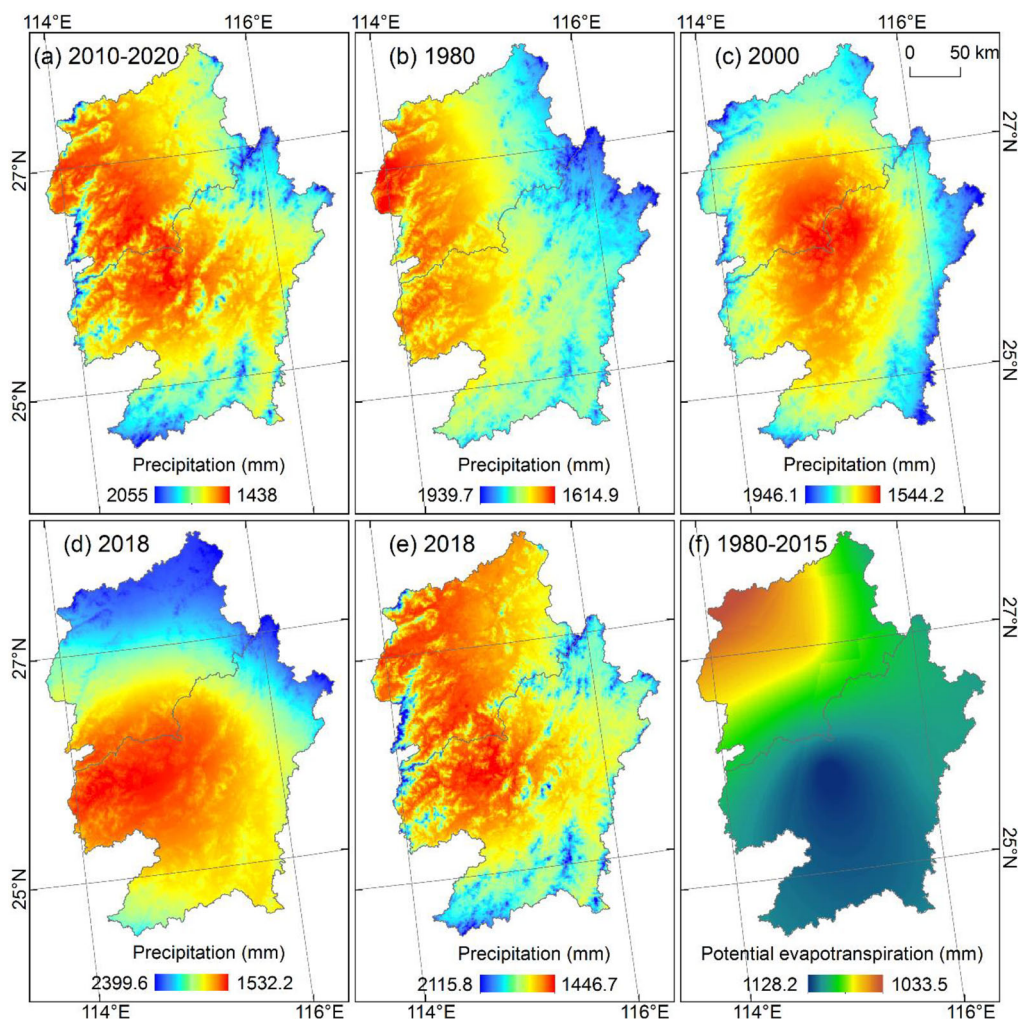 114°E 116°E 114°E 116°E 114°E 116°E
(a) 2010-2020
(b) 1980
(c) 2000
0 50 km
27°N
25°N
27°N
25°N
Precipitation (mm)
2055 1438
Precipitation (mm)
1939.7 1614.9
Precipitation (mm)
1946.1 1544.2
(d) 2018
(e) 2018
(f) 1980-2015
27°N
25°N
27°N
25°N
Precipitation (mm)
2399.6 1532.2
Precipitation (mm)
2115.8 1446.7
Potential evapotranspiration (mm)
1128.2 1033.5
114°E 116°E 114°E 116°E 114°E 116°E